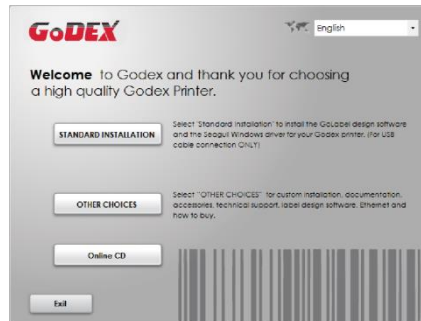 GoDEX
English
Welcome to Godex and thank you for choosing
a high quality Godex Printer.
STANDARD INSTALLATION
Select "Standard Installation" to install the GoLabel design software
and the Seagull Windows driver for your Godex printer. (For USB
cable connection ONLY)
OTHER CHOICES
Select "OTHER CHOICES" for custom installation, documentation,
accessories, technical support, label design software, Ethernet and
how to buy.
Online CD
Exit